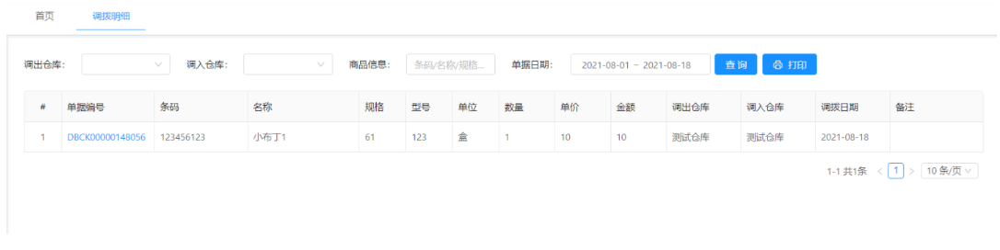 首页 调拨明细
调出仓库: 调入仓库: 商品信息: 条码/名称/规格... 单据日期: 2021-08-01 ~ 2021-08-18 查询 打印
# 单据编号 条码 名称 规格 型号 单位 数量 单价 金额 调出仓库 调入仓库 调拨日期 备注
1 DBCK00000148056 123456123 小布丁1 61 123 盒 1 10 10 测试仓库 测试仓库 2021-08-18
1-1 共1条 < 1 > 10 条/页